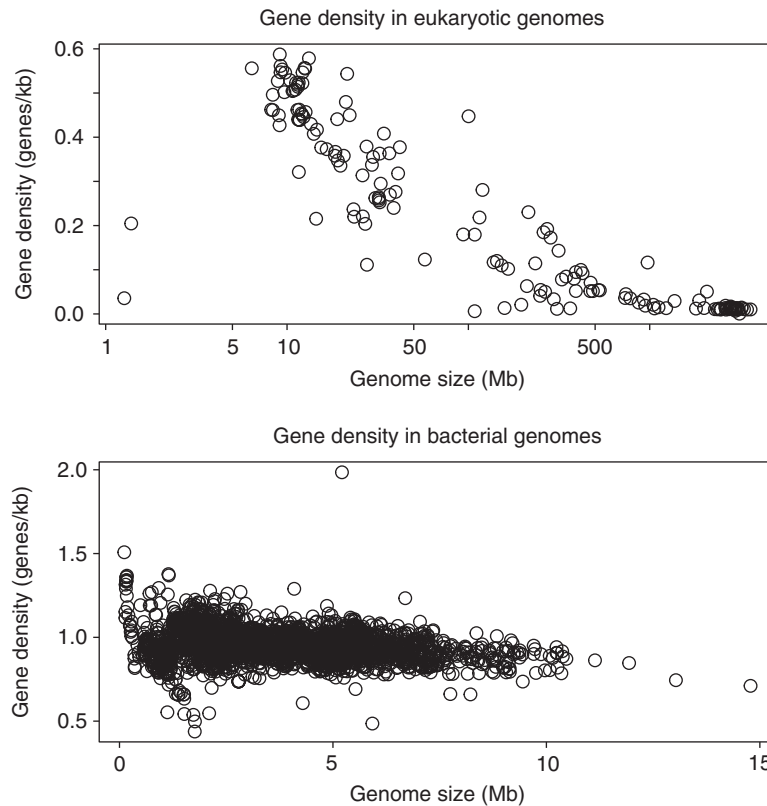 Gene density in eukaryotic genomes
Gene density (genes/kb)
0.6
0.4
0.2
0.0
1 5 10 50 500
Genome size (Mb)
Gene density in bacterial genomes
Gene density (genes/kb)
2.0
1.5
1.0
0.5
0 5 10 15
Genome size (Mb)